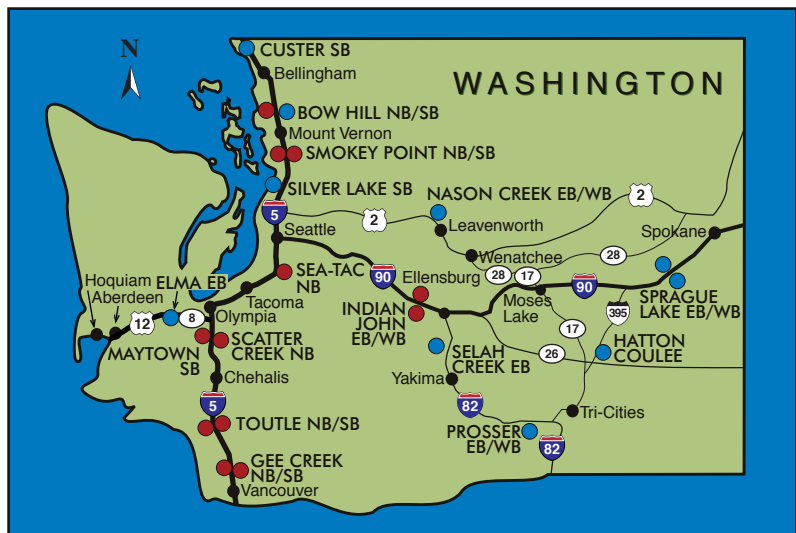 N
CUSTER SB
Bellingham
WASHINGTON
BOW HILL NB/SB
Mount Vernon
SMOKEY POINT NB/SB
SILVER LAKE SB
NASON CREEK EB/WB
2
5
2
Leavenworth
Seattle
Spokane
Wenatchee
28
SEA-TAC
NB
90
Ellensburg
28
17
90
Hoquiam
ELMA EB
Aberdeen
Tacoma
INDIAN
JOHN
EB/WB
Moses
Lake
SPRAGUE
LAKE EB/WB
12
8
Olympia
395
17
MAYTOWN
SB
SCATTER
CREEK NB
SELAH
CREEK EB
26
HATTON
COULEE
Chehalis
Yakima
5
82
Tri-Cities
TOUTLE NB/SB
PROSSER
EB/WB
82
GEE CREEK
NB/SB
Vancouver